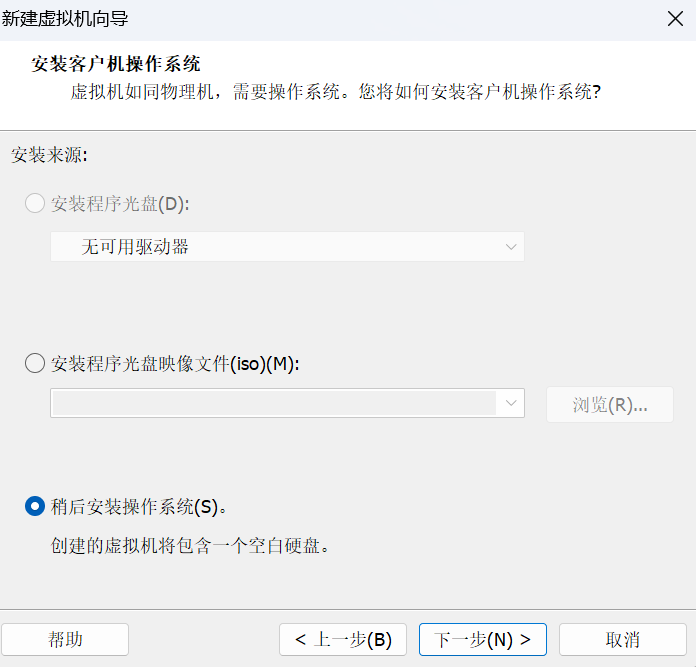 新建虚拟机向导
安装客户机操作系统
虚拟机如同物理机，需要操作系统。您将如何安装客户机操作系统?
安装来源:
安装程序光盘(D):
无可用驱动器
安装程序光盘映像文件(iso)(M):
浏览(R)...
稍后安装操作系统(S)。
创建的虚拟机将包含一个空白硬盘。
帮助
< 上一步(B)
下一步(N) >
取消